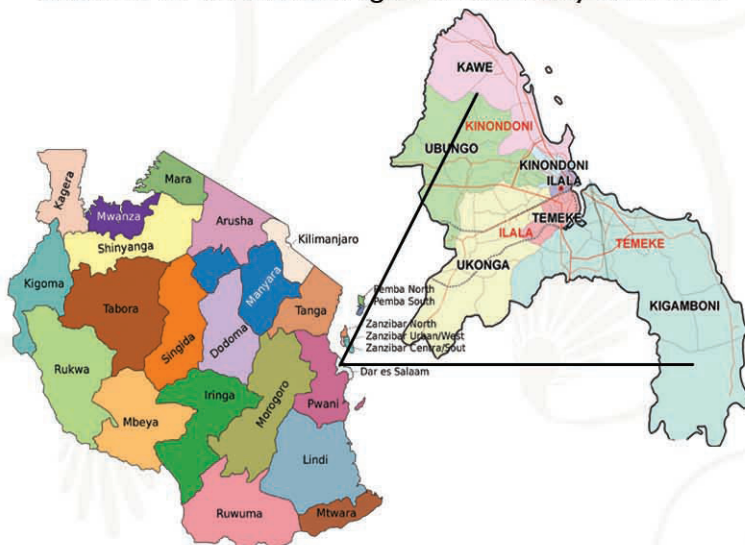 Kagera
Mara
Mwanza
Arusha
Shinyanga
Kilimanjaro
Kigoma
Tabora
Singida
Dodoma
Manyara
Tanga
Pemba North
Pemba South
Zanzibar North
Zanzibar Urban/West
Zanzibar Centra/Sout
Dar es Salaam
Rukwa
Mbeya
Iringa
Morogoro
Pwani
Lindi
Ruwuma
Mtwara
KAWE
KINONDONI
UBUNGO
KINONDONI
ILALA
TEMEKE
ILALA
TEMEKE
UKONGA
KIGAMBONI